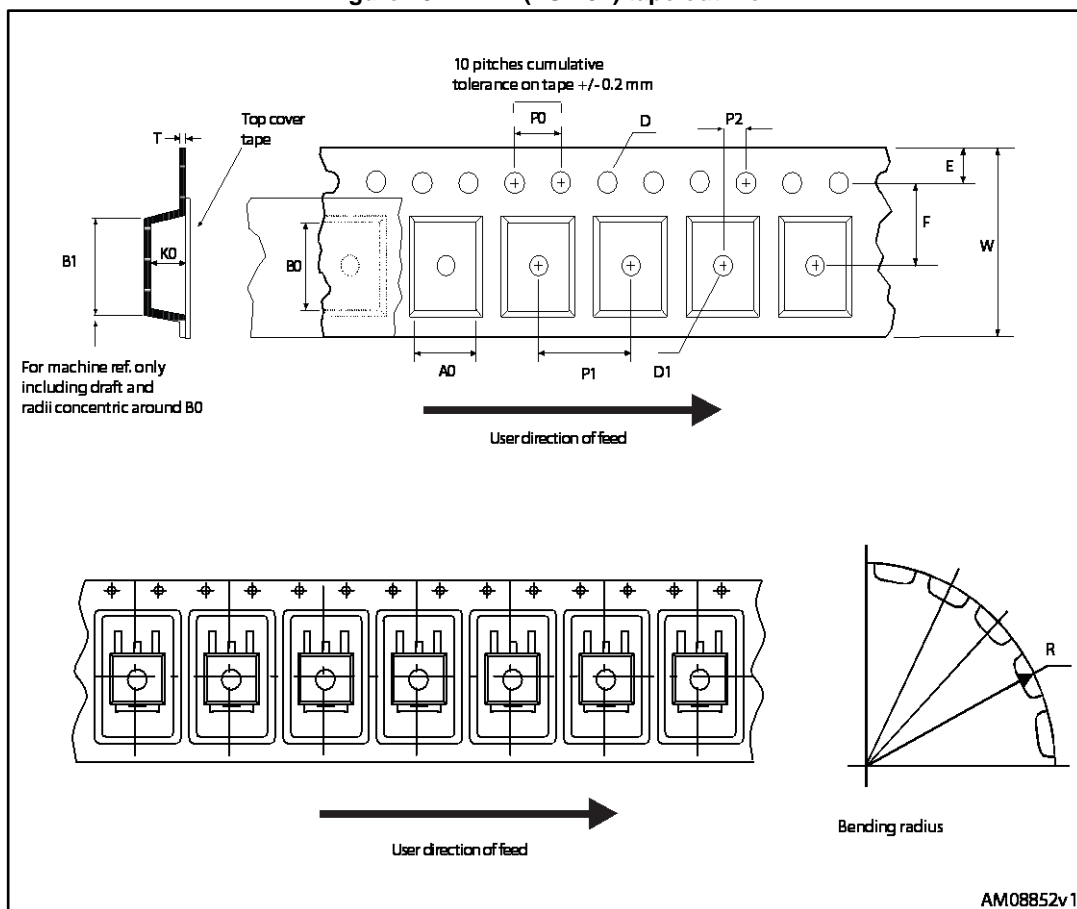 10 pitches cumulative
tolerance on tape +/- 0.2 mm
Top cover
tape
T
P0
D
P2
E
F
W
B1
K0
B0
For machine ref. only
including draft and
radii concentric around B0
A0
P1
D1
User direction of feed
R
Bending radius
User direction of feed
AM08852v1